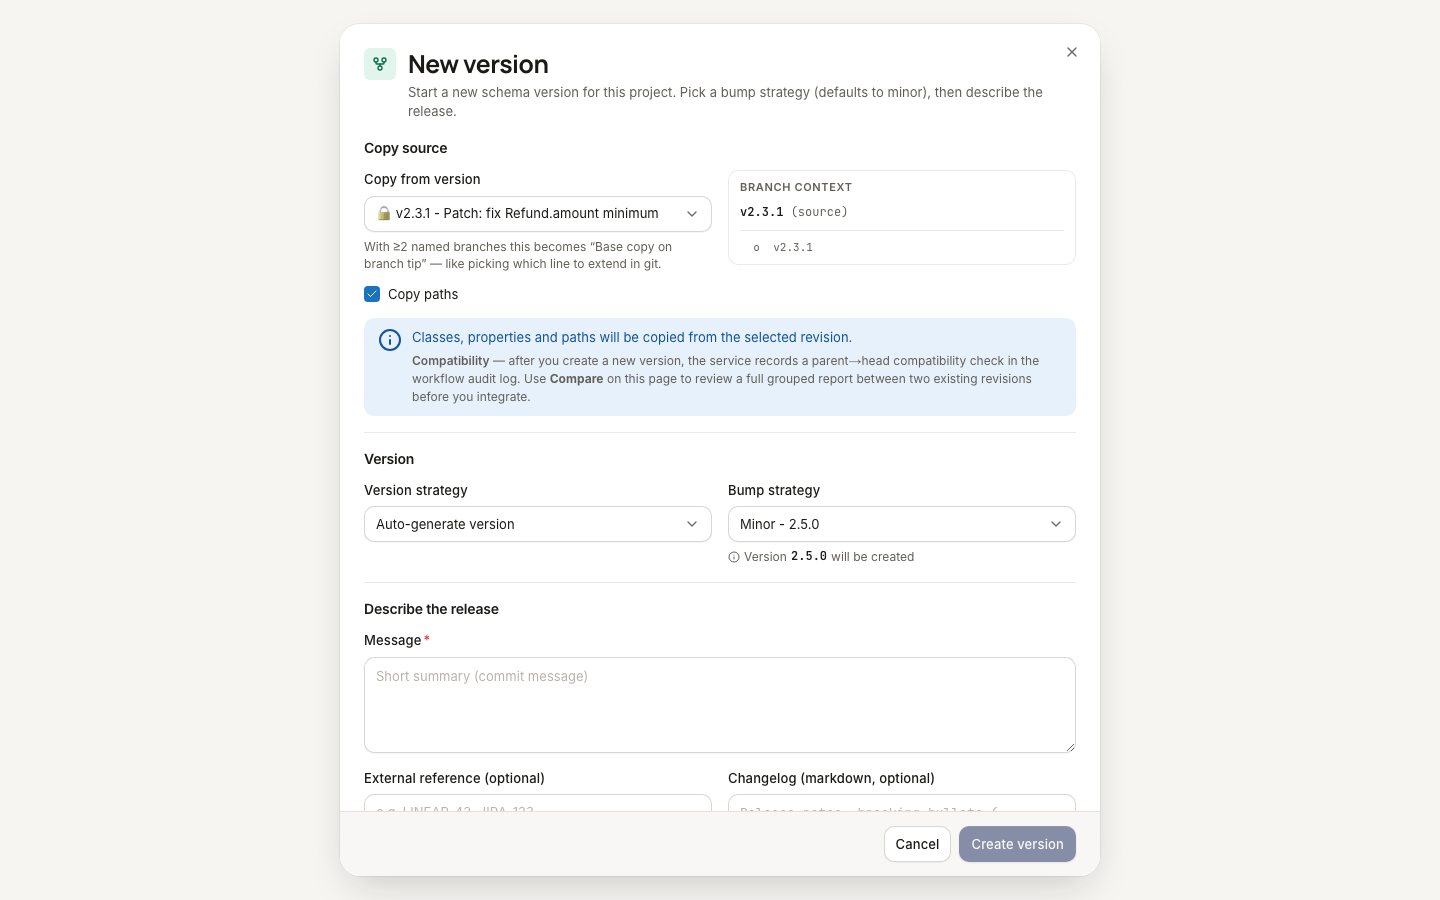 New version
Start a new schema version for this project. Pick a bump strategy (defaults to minor), then describe the
release.
Copy source
Copy from version
v2.3.1 - Patch: fix Refund.amount minimum
With ≥2 named branches this becomes “Base copy on
branch tip” — like picking which line to extend in git.
BRANCH CONTEXT
v2.3.1 (source)
o v2.3.1
Copy paths
Classes, properties and paths will be copied from the selected revision.
Compatibility — after you create a new version, the service records a parent→head compatibility check in the
workflow audit log. Use Compare on this page to review a full grouped report between two existing revisions
before you integrate.
Version
Version strategy
Auto-generate version
Bump strategy
Minor - 2.5.0
Version 2.5.0 will be created
Describe the release
Message *
Short summary (commit message)
External reference (optional)
Changelog (markdown, optional)
e.g. LINEAR-42, JIRA-123
Cancel
Create version